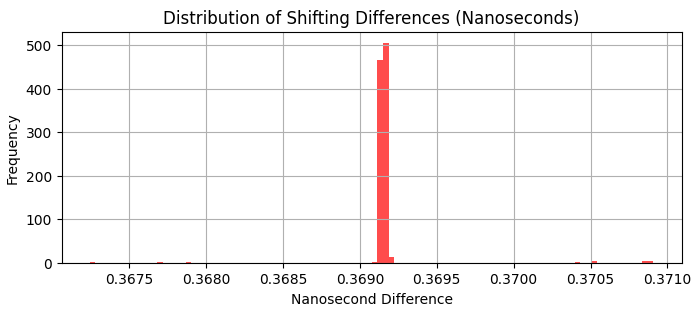 Distribution of Shifting Differences (Nanoseconds)
Frequency
500
400
300
200
100
0
0.3675 0.3680 0.3685 0.3690 0.3695 0.3700 0.3705 0.3710
Nanosecond Difference